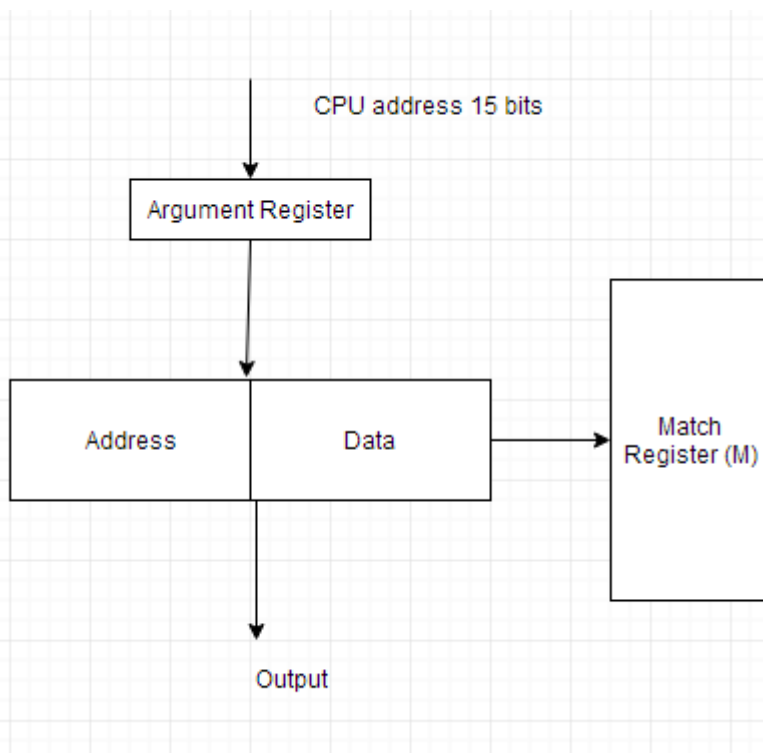 CPU address 15 bits
Argument Register
Address
Data
Match
Register (M)
Output